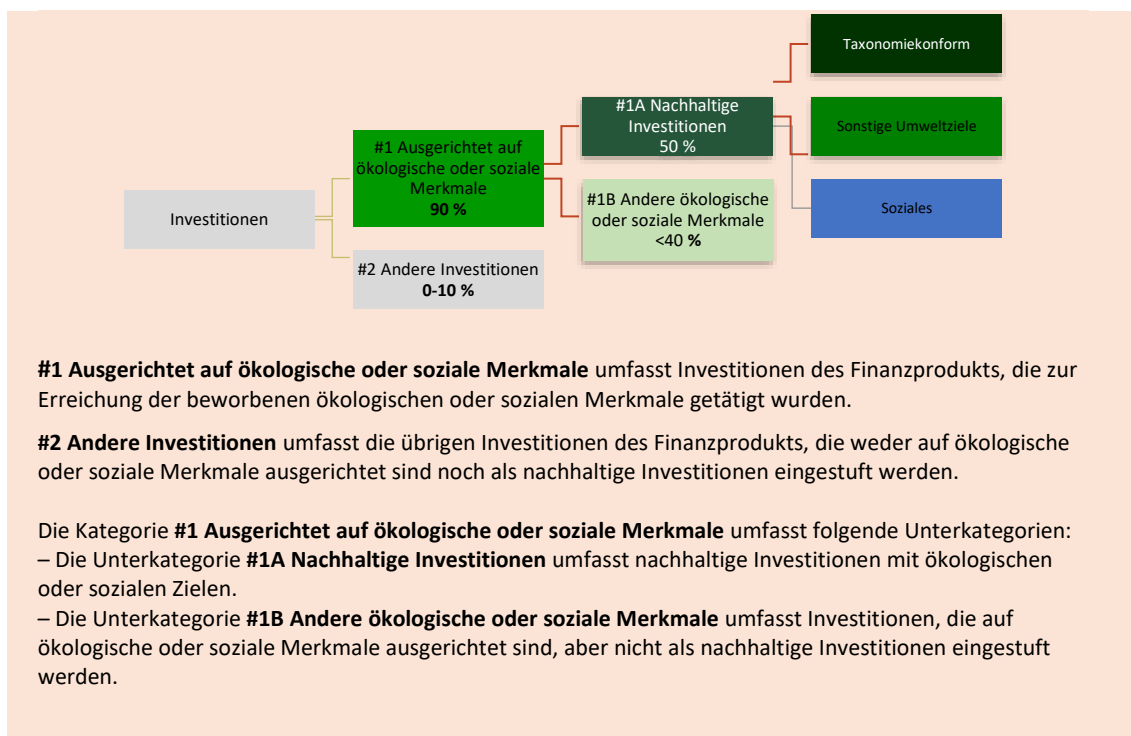 Taxonomiekonform
#1A Nachhaltige
Investitionen
50 %
Sonstige Umweltziele
#1 Ausgerichtet auf
ökologische oder soziale
Merkmale
90 %
#1B Andere ökologische
oder soziale Merkmale
<40 %
Soziales
Investitionen
#2 Andere Investitionen
0-10 %
#1 Ausgerichtet auf ökologische oder soziale Merkmale umfasst Investitionen des Finanzprodukts, die zur
Erreichung der beworbenen ökologischen oder sozialen Merkmale getätigt wurden.
#2 Andere Investitionen umfasst die übrigen Investitionen des Finanzprodukts, die weder auf ökologische
oder soziale Merkmale ausgerichtet sind noch als nachhaltige Investitionen eingestuft werden.
Die Kategorie #1 Ausgerichtet auf ökologische oder soziale Merkmale umfasst folgende Unterkategorien:
– Die Unterkategorie #1A Nachhaltige Investitionen umfasst nachhaltige Investitionen mit ökologischen
oder sozialen Zielen.
– Die Unterkategorie #1B Andere ökologische oder soziale Merkmale umfasst Investitionen, die auf
ökologische oder soziale Merkmale ausgerichtet sind, aber nicht als nachhaltige Investitionen eingestuft
werden.